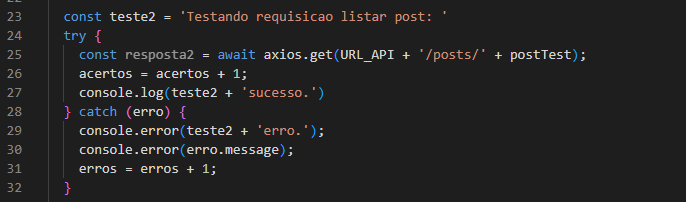 23 const teste2 = 'Testando requisicao listar post: '
24 try {
25 const resposta2 = await axios.get(URL_API + '/posts/' + postTest);
26 acertos = acertos + 1;
27 console.log(teste2 + 'sucesso.')
28 } catch (erro) {
29 console.error(teste2 + 'erro.');
30 console.error(erro.message);
31 erros = erros + 1;
32 }